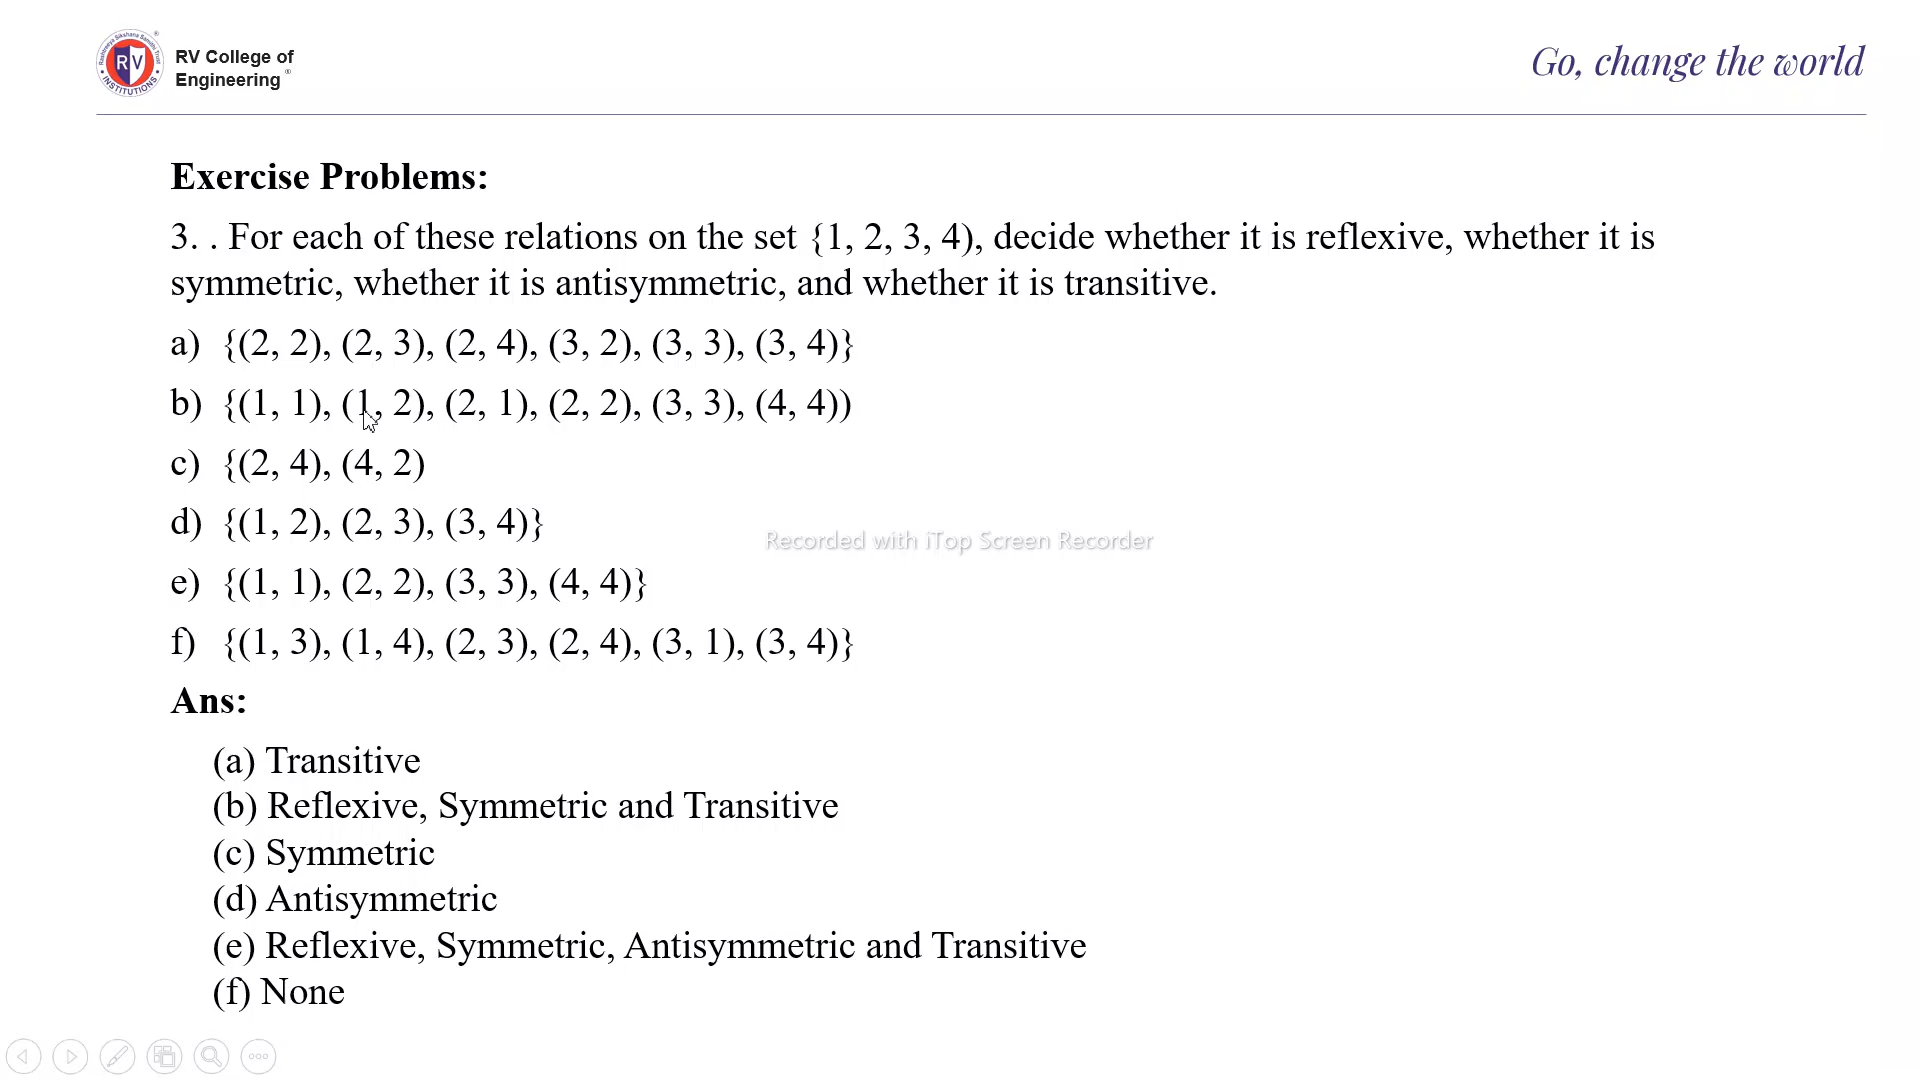 RV College of
Engineering ®
Go, change the world
Rashtreeya Sikshana Samithi Trust
RV
INSTITUTIONS
Exercise Problems:
3. . For each of these relations on the set {1, 2, 3, 4), decide whether it is reflexive, whether it is
symmetric, whether it is antisymmetric, and whether it is transitive.
a) {(2, 2), (2, 3), (2, 4), (3, 2), (3, 3), (3, 4)}
b) {(1, 1), (1, 2), (2, 1), (2, 2), (3, 3), (4, 4))
c) {(2, 4), (4, 2)
d) {(1, 2), (2, 3), (3, 4)}
Recorded with iTop Screen Recorder
e) {(1, 1), (2, 2), (3, 3), (4, 4)}
f) {(1, 3), (1, 4), (2, 3), (2, 4), (3, 1), (3, 4)}
Ans:
(a) Transitive
(b) Reflexive, Symmetric and Transitive
(c) Symmetric
(d) Antisymmetric
(e) Reflexive, Symmetric, Antisymmetric and Transitive
(f) None